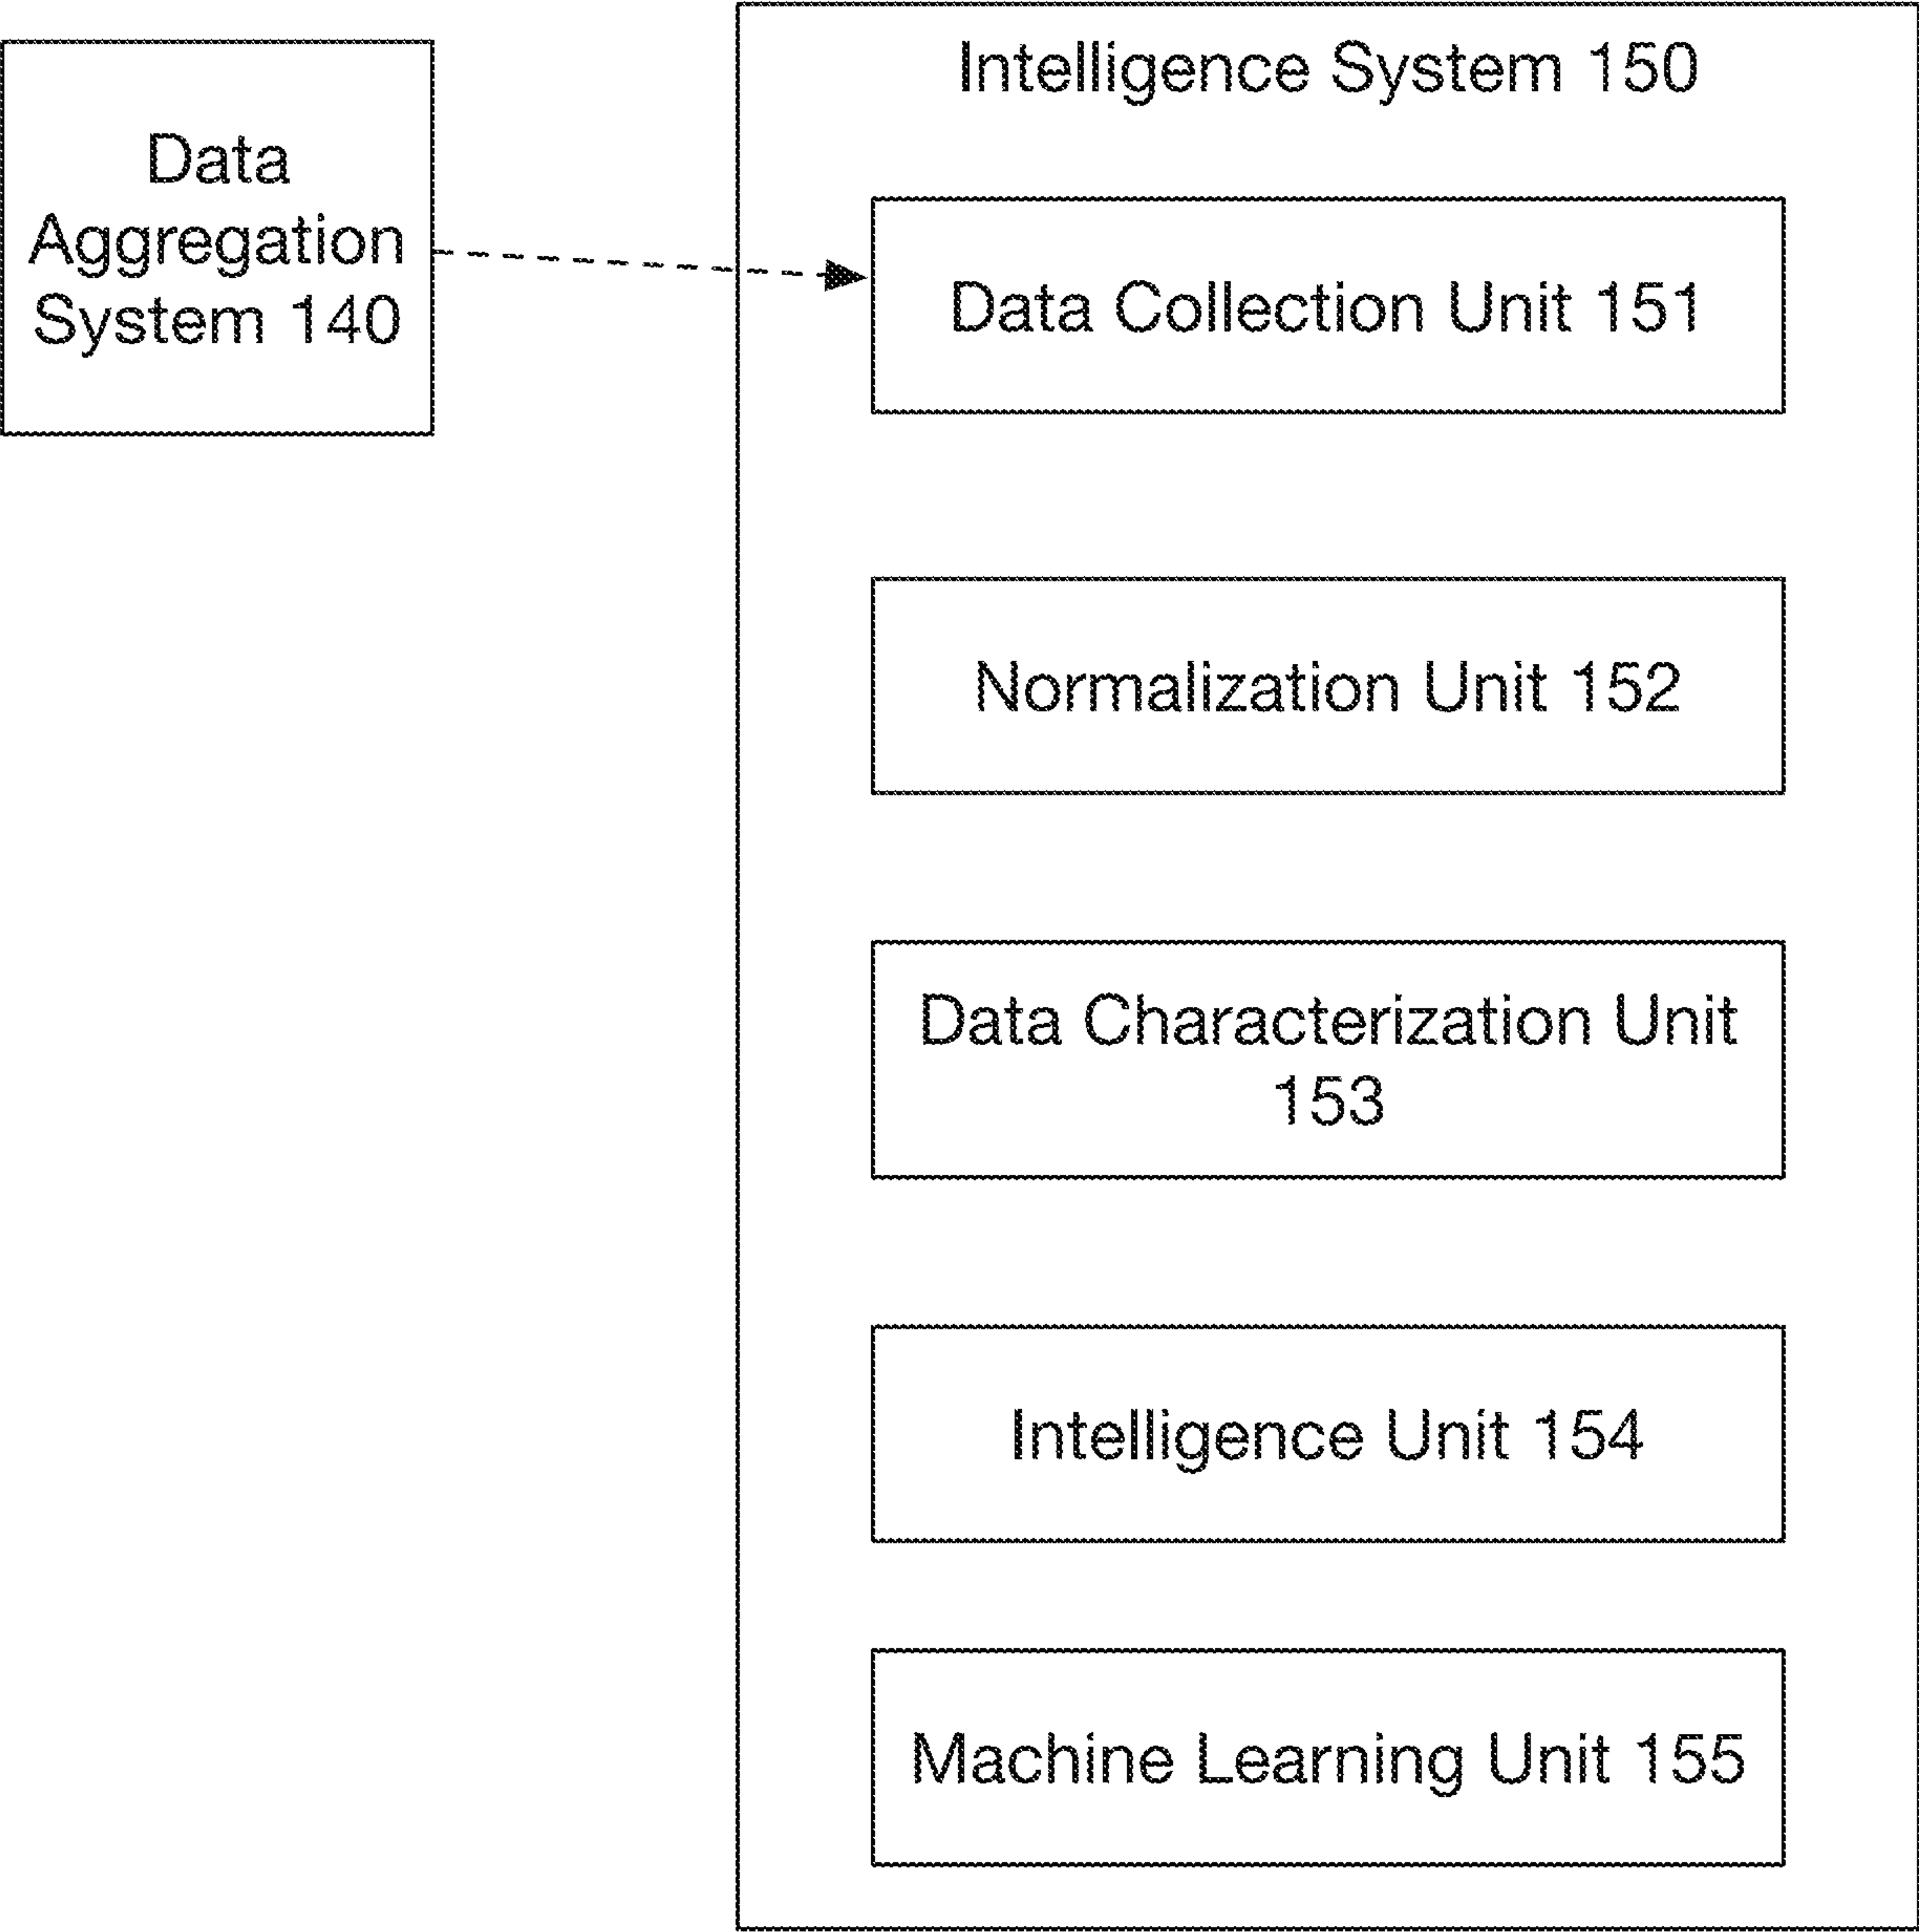 Data
Aggregation
System 140
Intelligence System 150
Data Collection Unit 151
Normalization Unit 152
Data Characterization Unit
153
Intelligence Unit 154
Machine Learning Unit 155